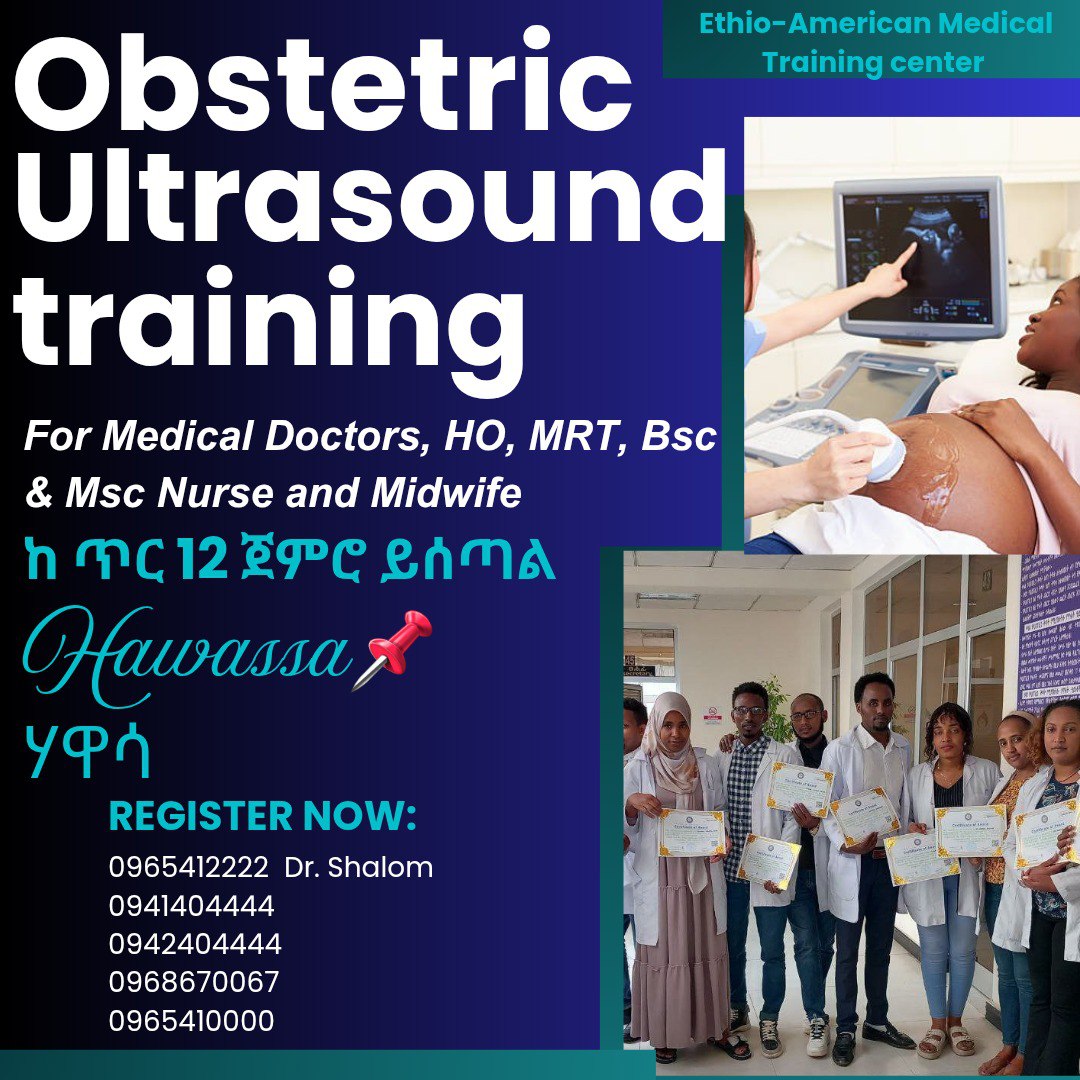 Ethio-American Medical
Training center
Obstetric
Ultrasound
training
For Medical Doctors, HO, MRT, Bsc
& Msc Nurse and Midwife
ከ ጥር 12 ጀምሮ ይሰጣል
Hawassa
ሃዋሳ
REGISTER NOW:
0965412222 Dr. Shalom
0941404444
0942404444
0968670067
0965410000